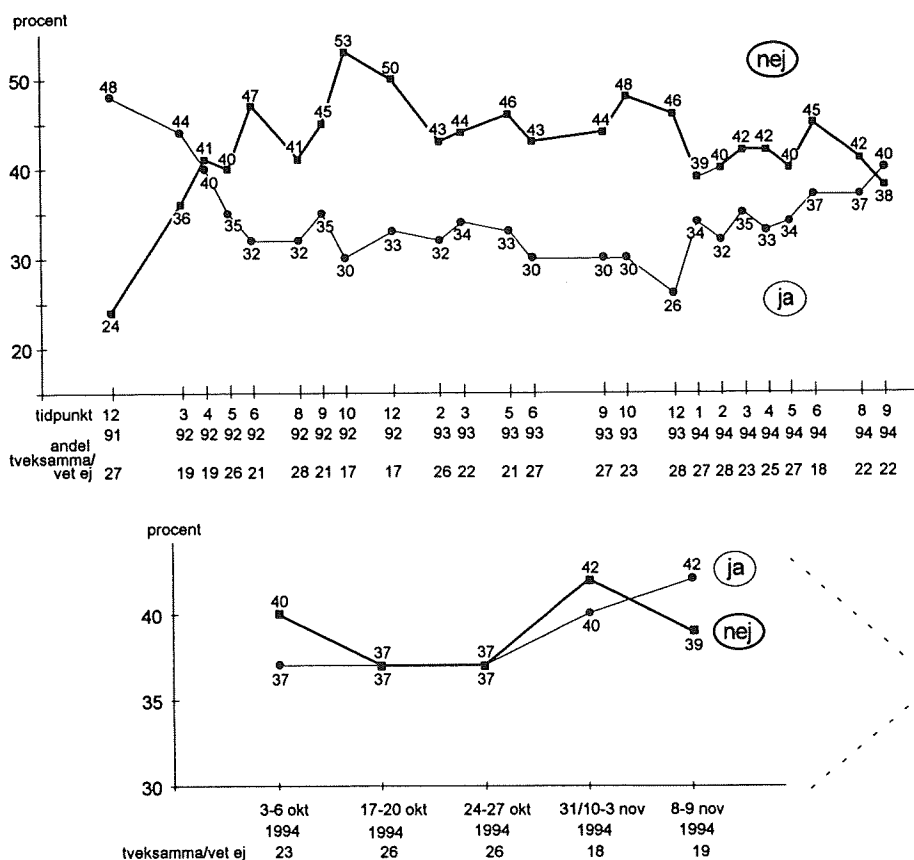 procent
nej
53
50
48 50 47 45 43 44 46 43 44 48 46 45
44 41 40 41 39 40 42 42 40 42 40
40 40
36 35 32 32 35 33 32 34 33 34 32 35 33 34 37 37 38
30 30 30 30 30
24 26 ja
20
tidpunkt 12 3 4 5 6 8 9 10 12 2 3 5 6 9 10 12 1 2 3 4 5 6 8 9
91 92 92 92 92 92 92 92 92 93 93 93 93 93 93 93 94 94 94 94 94 94 94 94
andel
tveksamma/
vet ej 27 19 19 26 21 28 21 17 17 26 22 21 27 27 23 28 27 28 23 25 27 18 22 22
procent
42 42 ja
40 40
40 nej
37 37 37 39
37 37 37
35
30
3-6 okt 17-20 okt 24-27 okt 31/10-3 nov 8-9 nov
1994 1994 1994 1994 1994
tveksamma/vet ej 23 26 26 18 19